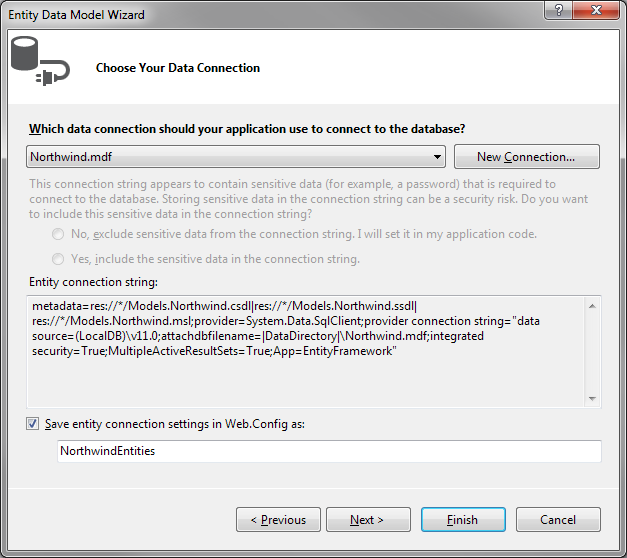 Entity Data Model Wizard
?
Choose Your Data Connection
Which data connection should your application use to connect to the database?
Northwind.mdf
New Connection...
This connection string appears to contain sensitive data (for example, a password) that is required to
connect to the database. Storing sensitive data in the connection string can be a security risk. Do you want
to include this sensitive data in the connection string?
No, exclude sensitive data from the connection string. I will set it in my application code.
Yes, include the sensitive data in the connection string.
Entity connection string:
metadata=res://*/Models.Northwind.csdl|res://*/Models.Northwind.ssdl|
res://*/Models.Northwind.msl;provider=System.Data.SqlClient;provider connection string="data
source=(LocalDB)\v11.0;attachdbfilename=|DataDirectory|\Northwind.mdf;integrated
security=True;MultipleActiveResultSets=True;App=EntityFramework"
Save entity connection settings in Web.Config as:
NorthwindEntities
< Previous
Next >
Finish
Cancel